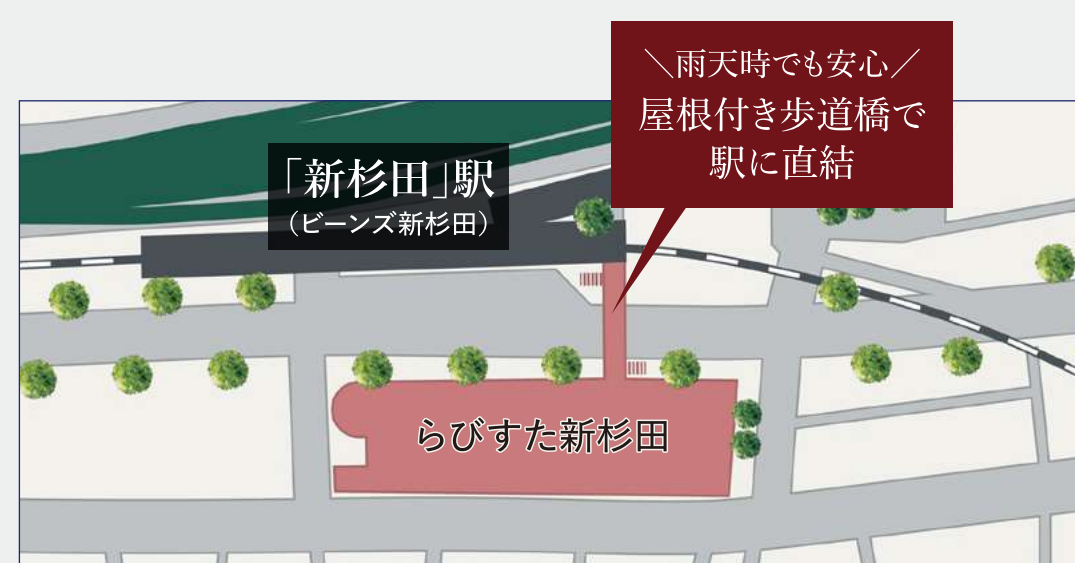 ＼雨天時でも安心／
屋根付き歩道橋で
駅に直結
「新杉田」駅
（ビーンズ新杉田）
らびすた新杉田